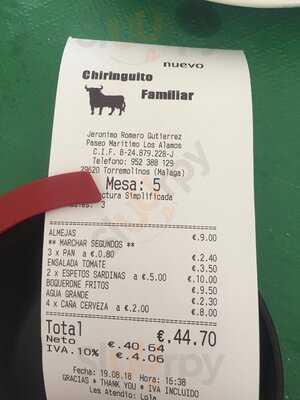 nuevo
Chiringuito
Familiar
Jeronimo Romero Gutierrez
Paseo Maritimo Los Alamos
C.I.F. B-24.879.228-J
Telefono: 952 388 129
29620 Torremolinos (Malaga)
Mesa: 5
ctura Simplificada
3
ALMEJAS €.9.00
** MARCHAR SEGUNDOS **
3 x PAN a €.0.80 €.2.40
ENSALADA TOMATE €.3.50
2 x ESPETOS SARDINAS a €.5.00 €.10.00
BOQUERONE FRITOS €.9.50
AGUA GRANDE €.2.30
4 x CAÑA CERVEZA a €.2.00 €.8.00
Total €.44.70
Neto €.40.64
IVA.10% €.4.06
Fecha: 19.08.18 Hora: 15:38
GRACIAS * THANK YOU * IVA INCLUIDO
Les Atendio: Lola